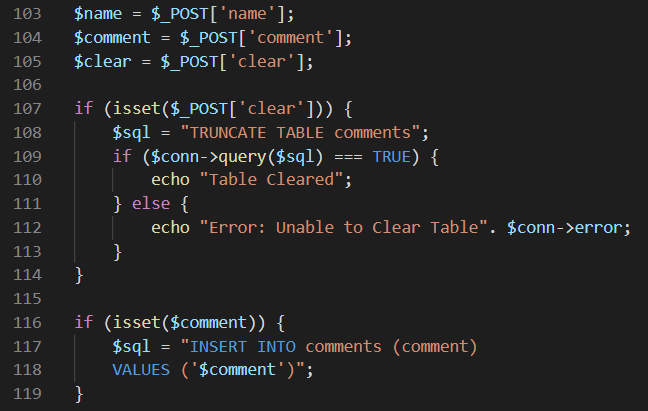 103 $name = $_POST['name'];
104 $comment = $_POST['comment'];
105 $clear = $_POST['clear'];
106
107 if (isset($_POST['clear'])) {
108     $sql = "TRUNCATE TABLE comments";
109     if ($conn->query($sql) === TRUE) {
110         echo "Table Cleared";
111     } else {
112         echo "Error: Unable to Clear Table". $conn->error;
113     }
114 }
115
116 if (isset($comment)) {
117     $sql = "INSERT INTO comments (comment)
118     VALUES ('$comment')";
119 }